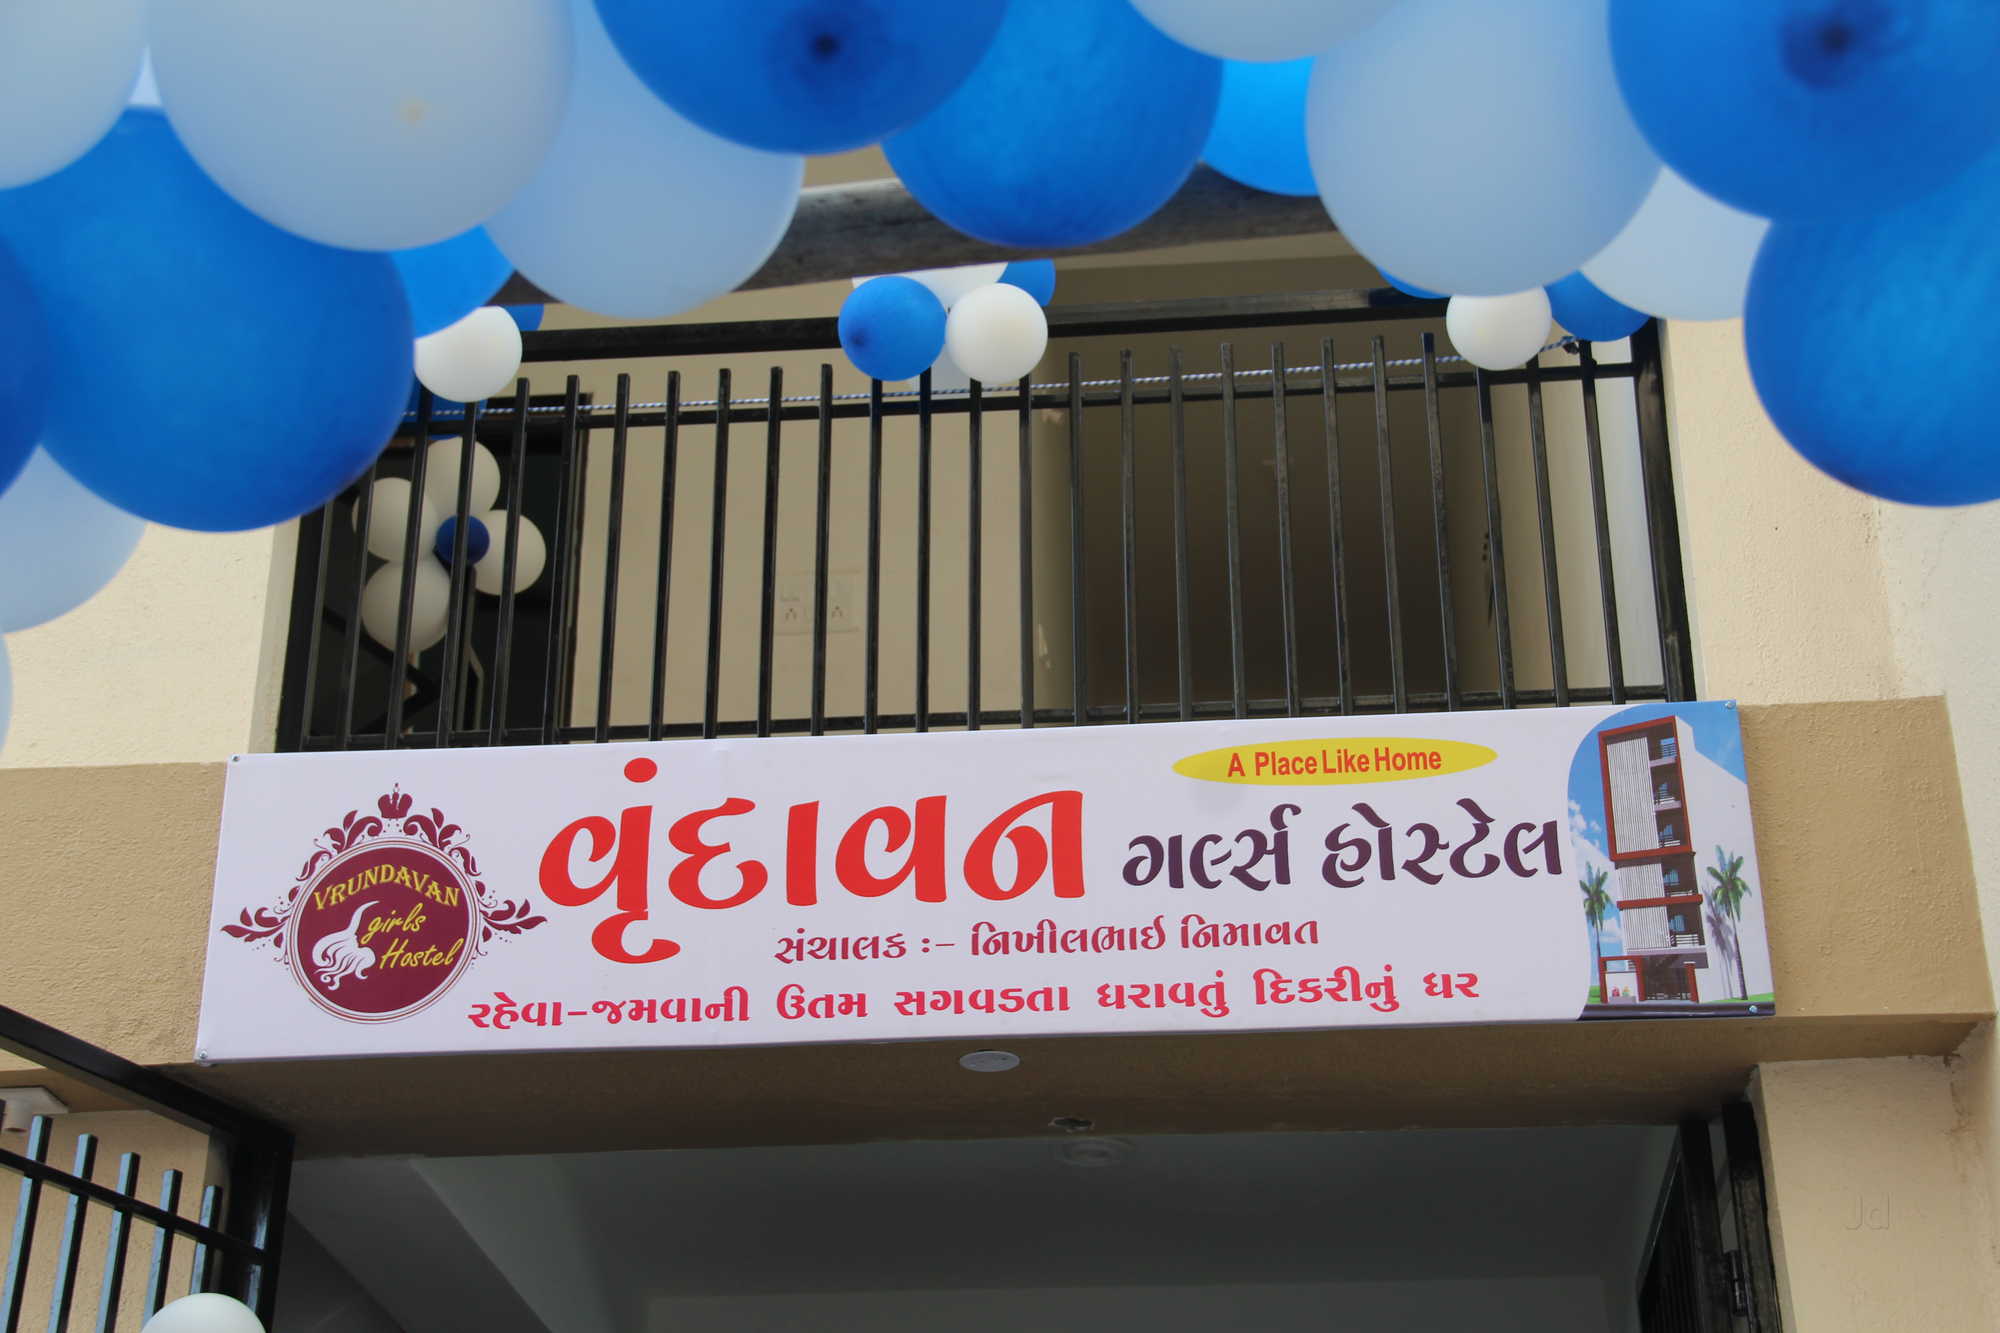 A Place Like Home
વૃંદાવન ગર્લ્સ હોસ્ટેલ
VRUNDAVAN
girls
Hostel
સંચાલક :- નિખીલભાઈ નિમાવત
રહેવા-જમવાની ઉતમ સગવડતા ધરાવતું દિકરીનું ઘર
Jd